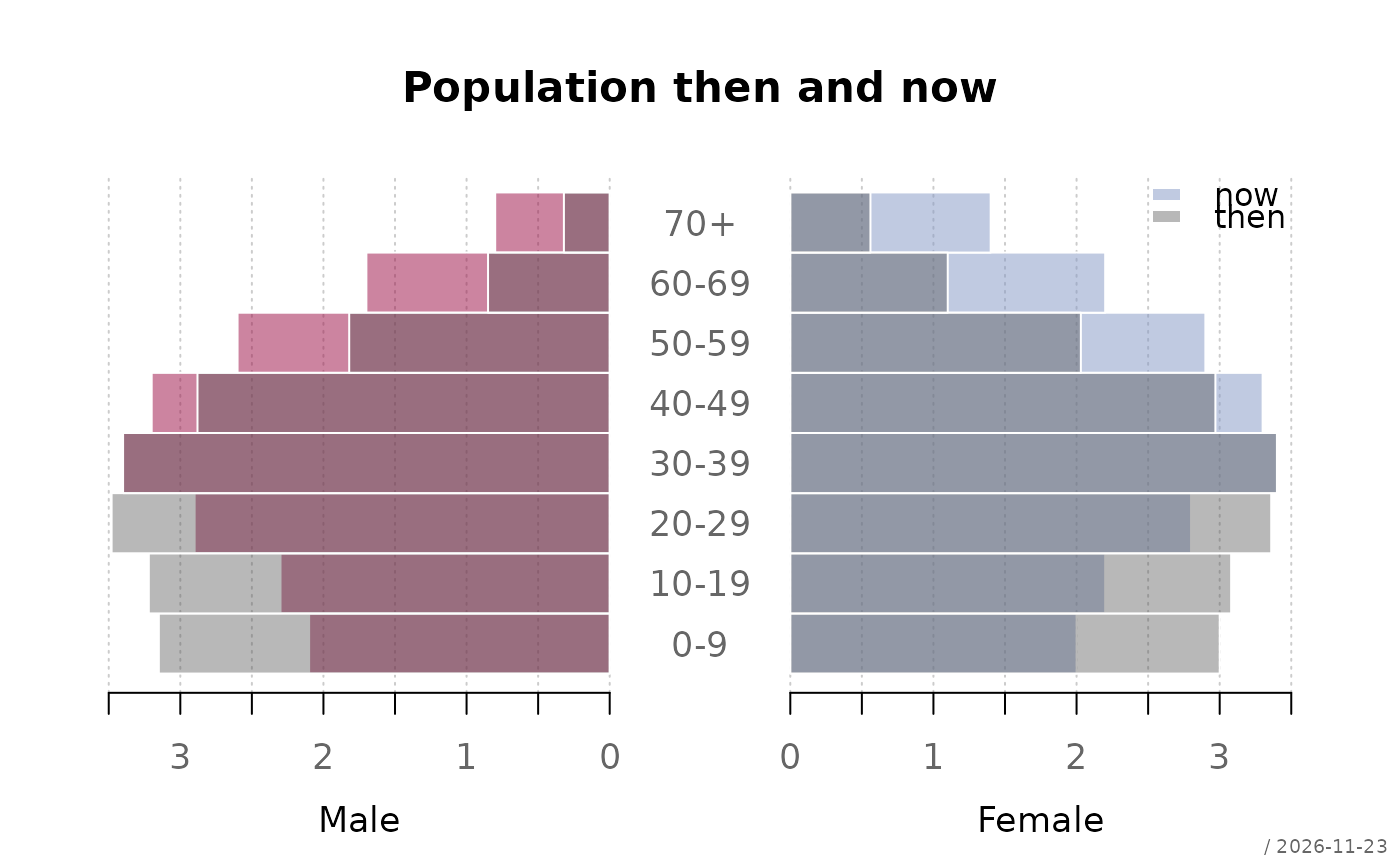 Population then and now
now
then
70+
60-69
50-59
40-49
30-39
20-29
10-19
0-9
3 2 1 0
0 1 2 3
Male
Female
/ 2026-11-23